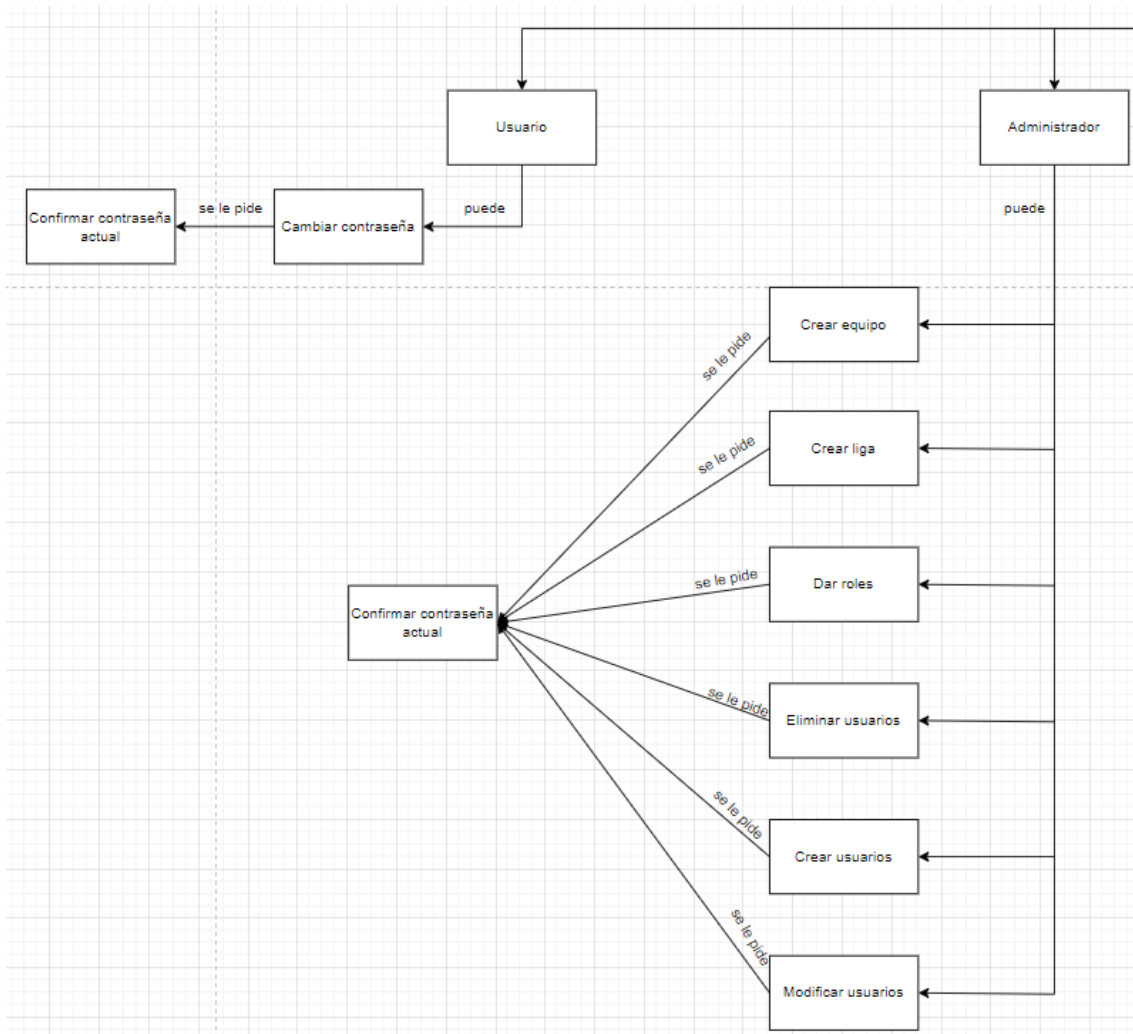 Usuario
Administrador
Confirmar contraseña
actual
se le pide
Cambiar contraseña
puede
puede
Crear equipo
se le pide
Crear liga
se le pide
Dar roles
se le pide
Confirmar contraseña
actual
Eliminar usuarios
se le pide
Crear usuarios
se le pide
Modificar usuarios
se le pide